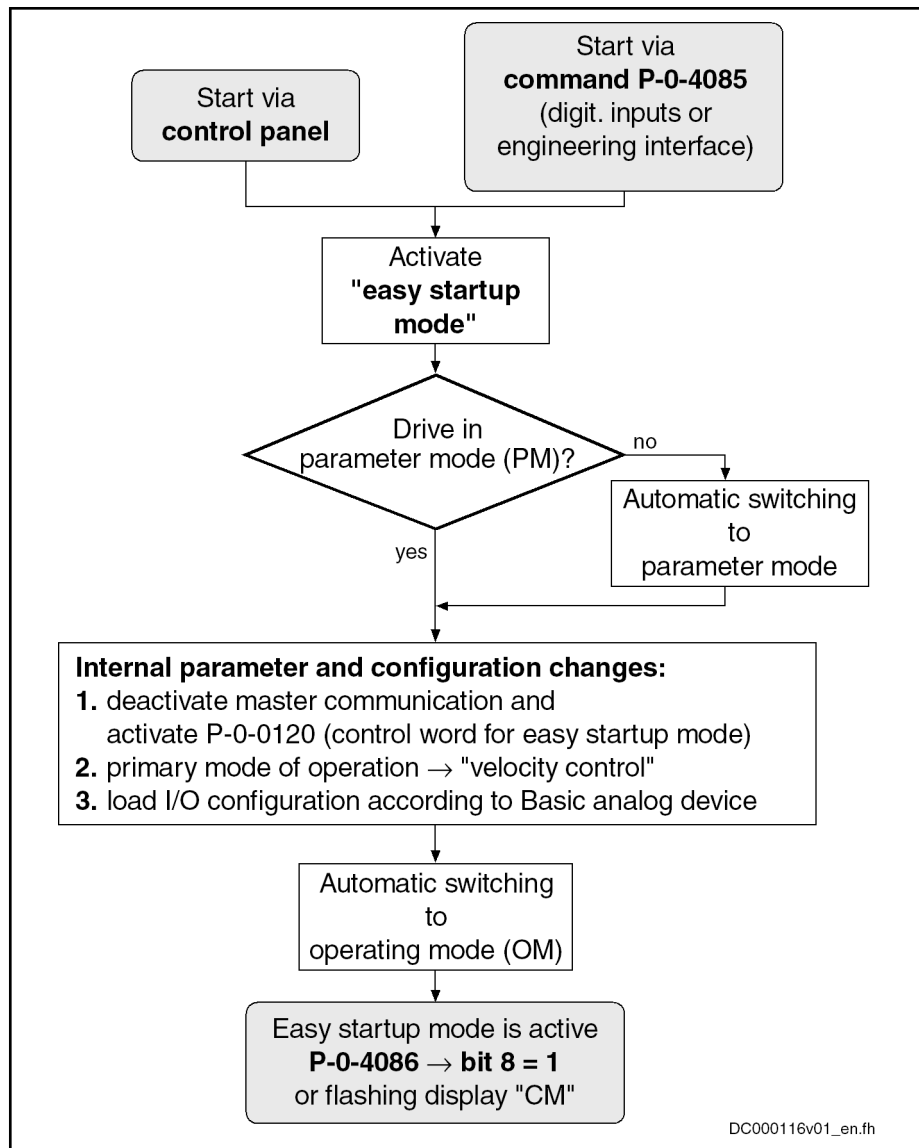 Start via
control panel
Start via
command P-0-4085
(digit. inputs or
engineering interface)
Activate
"easy startup
mode"
Drive in
parameter mode (PM)?
no
yes
Automatic switching
to
parameter mode
Internal parameter and configuration changes:
1. deactivate master communication and
activate P-0-0120 (control word for easy startup mode)
2. primary mode of operation → "velocity control"
3. load I/O configuration according to Basic analog device
Automatic switching
to
operating mode (OM)
Easy startup mode is active
P-0-4086 → bit 8 = 1
or flashing display "CM"
DC000116v01_en.fh